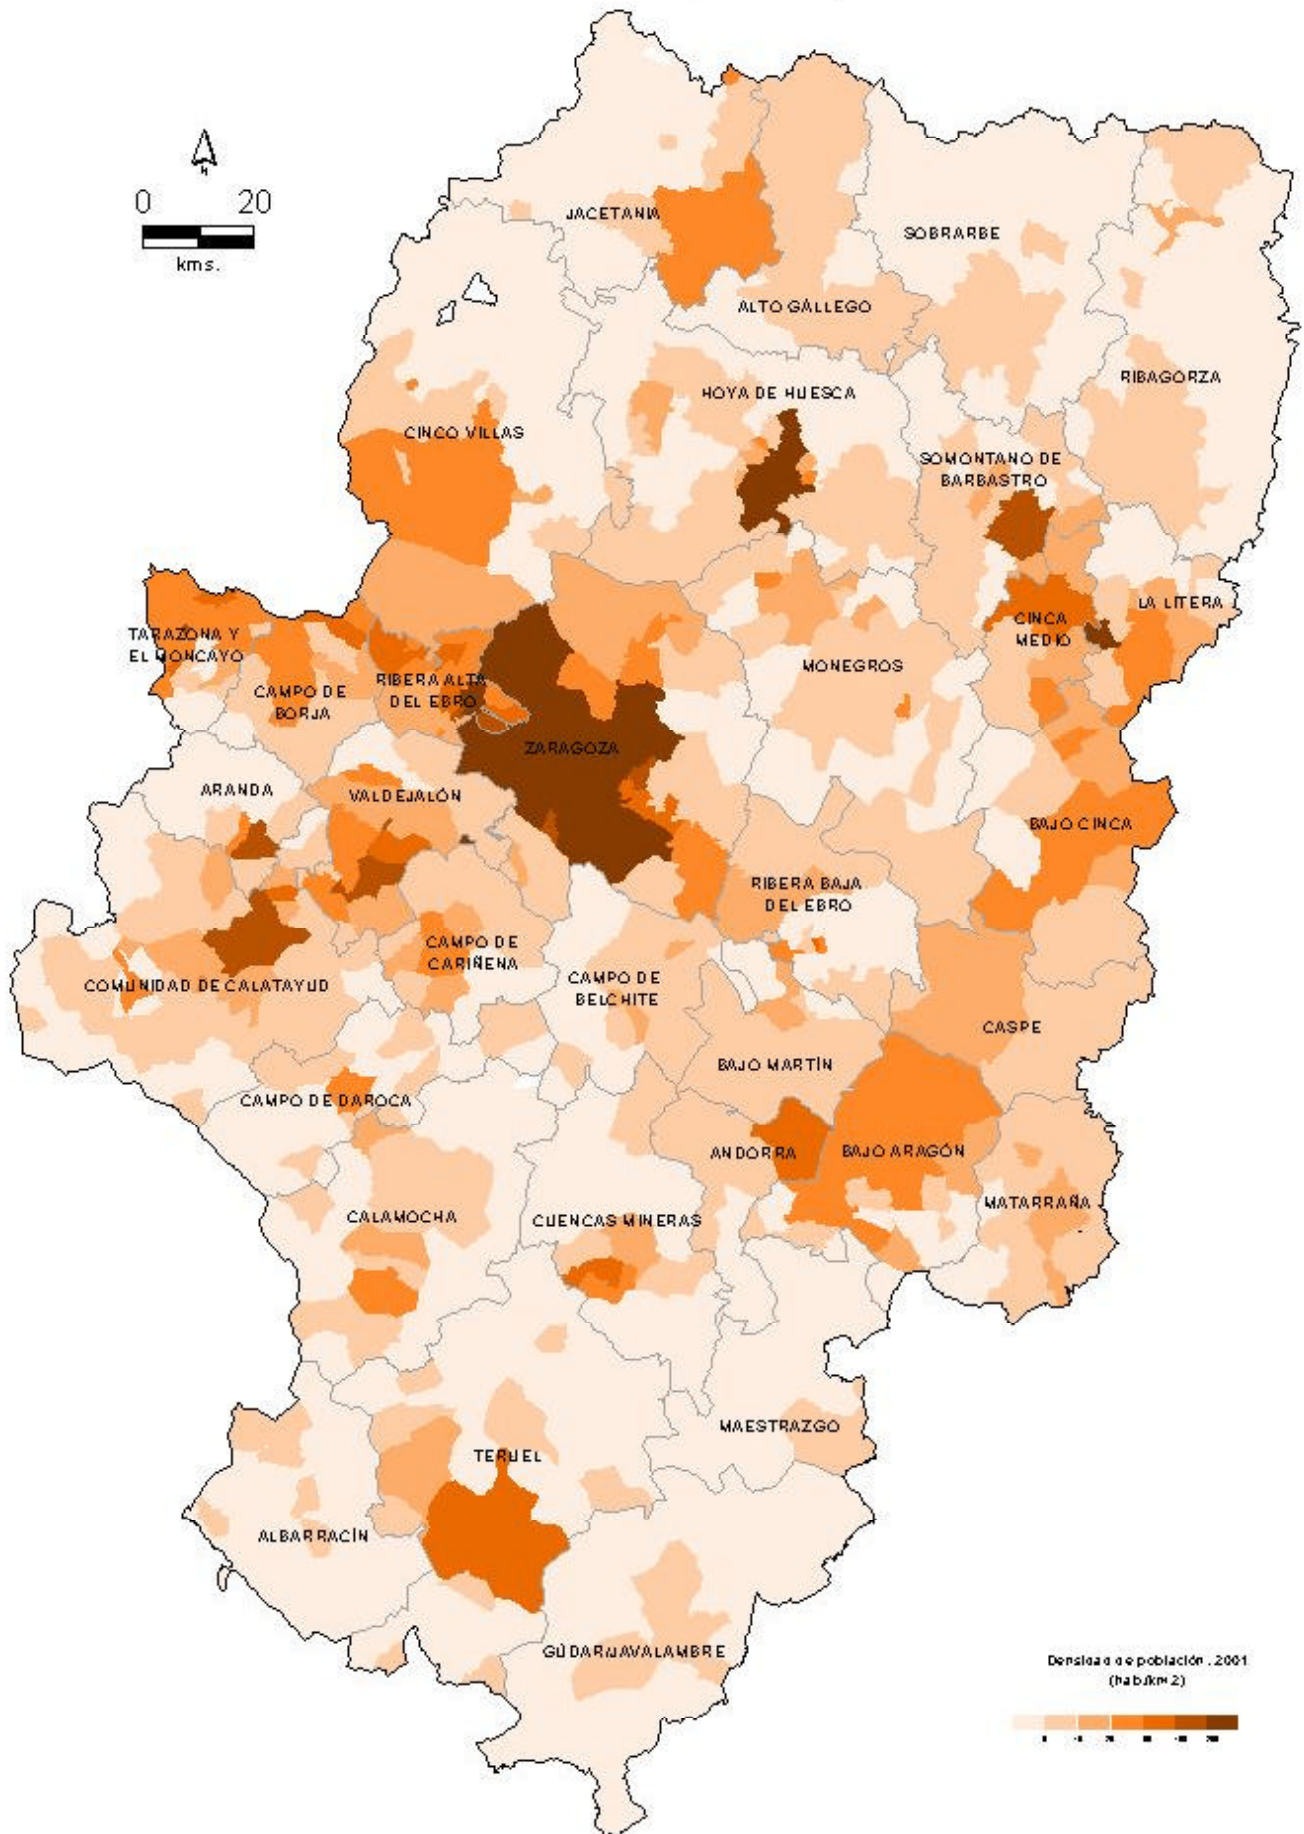 N
0 20
kms.
JACETANIA
SOBRARBE
ALTO GÁLLEGO
RIBAGORZA
HOYA DE HUESCA
CINCO VILLAS
SOMONTANO DE
BARBASTRO
LA LITERA
CINCA
MEDIO
TARAZONA Y
EL MONCAYO
MONEGROS
RIBERA ALTA
DEL EBRO
CAMPO DE
BORJA
ZARAGOZA
ARANDA
VALDEJALÓN
BAJO CINCA
RIBERA BAJA
DEL EBRO
CAMPO DE
CARIÑENA
COMUNIDAD DE CALATAYUD
CAMPO DE
BELCHITE
CASPE
BAJO MARTÍN
CAMPO DE DAROCA
ANDORRA
BAJO ARAGÓN
MATARRAÑA
CALAMOCHA
CUENCAS MINERAS
MAESTRAZGO
TERUEL
ALBARRACÍN
GÚDAR/JAVALAMBRE
Densidad de población. 2001
(hab./km2)